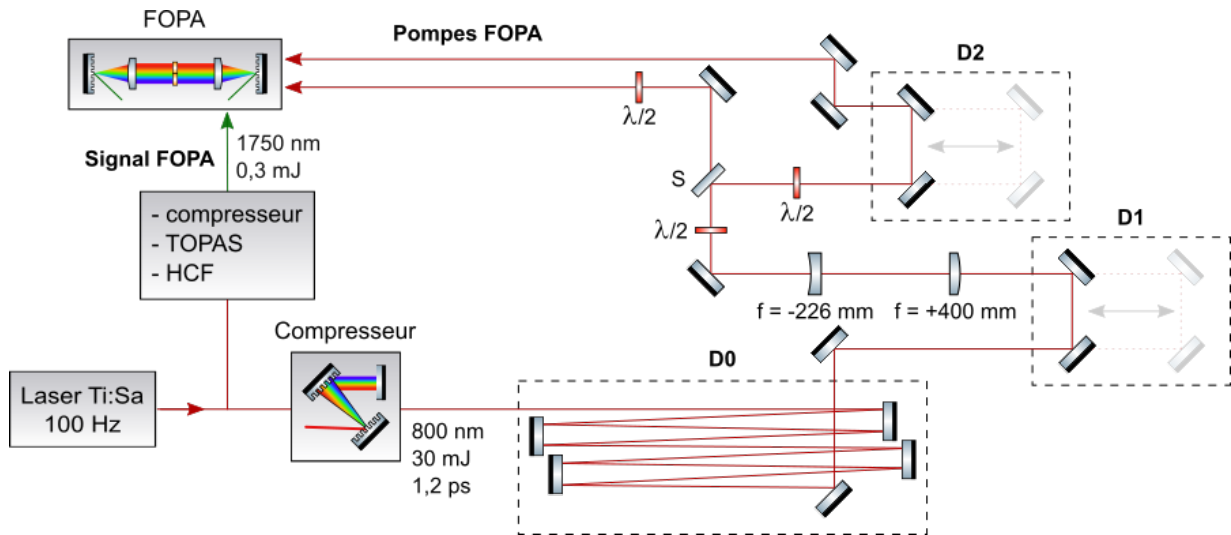 FOPA
Pompes FOPA
D2
λ/2
Signal FOPA
1750 nm
0,3 mJ
S
λ/2
- compresseur
- TOPAS
- HCF
λ/2
D1
f = -226 mm
f = +400 mm
Compresseur
D0
Laser Ti:Sa
100 Hz
800 nm
30 mJ
1,2 ps